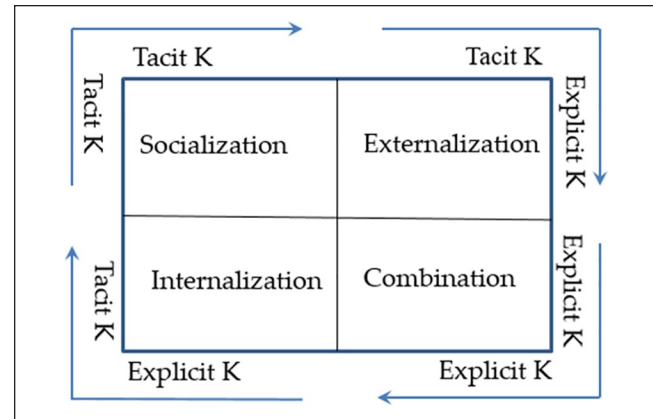 Tacit K
Tacit K
Tacit K
Explicit K
Socialization
Externalization
Tacit K
Explicit K
Internalization
Combination
Explicit K
Explicit K